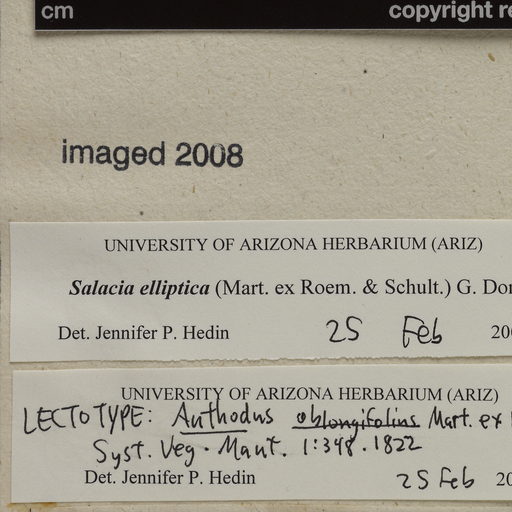 cm copyright re
imaged 2008
UNIVERSITY OF ARIZONA HERBARIUM (ARIZ)
Salacia elliptica (Mart. ex Roem. & Schult.) G. Don
Det. Jennifer P. Hedin 25 Feb 20
UNIVERSITY OF ARIZONA HERBARIUM (ARIZ)
LECTOTYPE: Anthodus oblongifolius Mart. ex
Syst. Veg. Mant. 1:348. 1822
Det. Jennifer P. Hedin 25 Feb 20